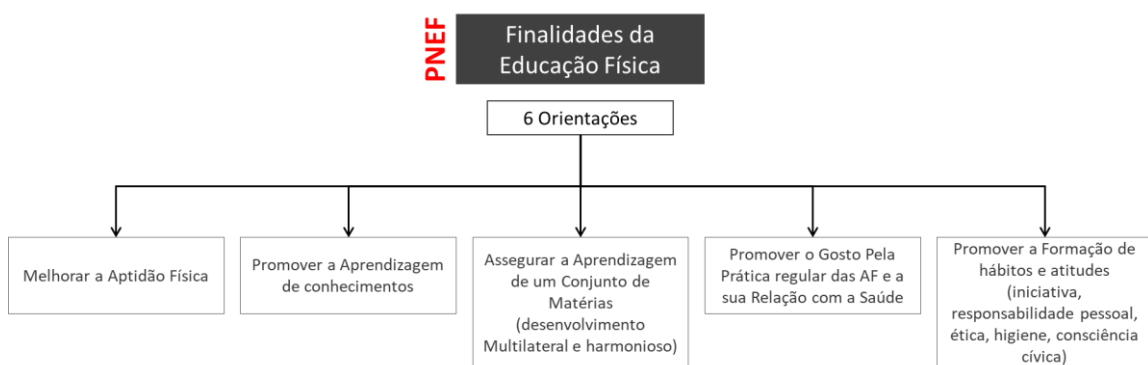 PNEF
Finalidades da
Educação Física
6 Orientações
Melhorar a Aptidão Física
Promover a Aprendizagem
de conhecimentos
Assegurar a Aprendizagem
de um Conjunto de
Matérias
(desenvolvimento
Multilateral e harmonioso)
Promover o Gosto Pela
Prática regular das AF e a
sua Relação com a Saúde
Promover a Formação de
hábitos e atitudes
(iniciativa,
responsabilidade pessoal,
ética, higiene, consciência
cívica)